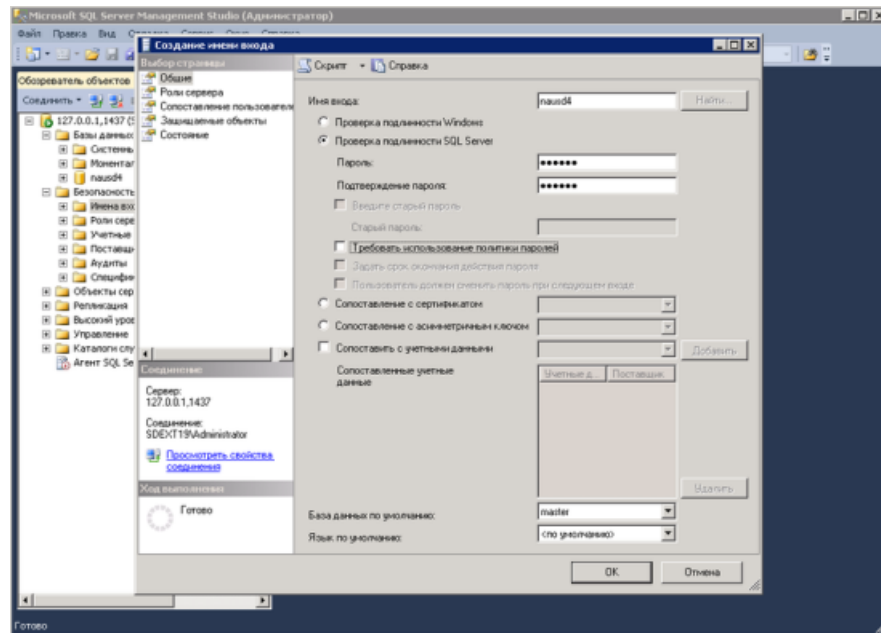 Microsoft SQL Server Management Studio (Администратор)
Файл Правка Вид Справка
Создание имени входа
Выбор страницы
Общие
Роли сервера
Сопоставление пользователе
Защищаемые объекты
Состояние
Скрипт Справка
Обозреватель объектов
Соединить
127.0.0.1,1437 (S
Базы данных
Системнь
Моментал
nausd4
Безопасность
Имена вхо
Роли серв
Учетные
Поставщи
Аудиты
Специфи
Объекты сер
Репликация
Высокий уров
Управление
Каталоги слу
Агент SQL Se
Имя входа: nausd4 Найти...
Проверка подлинности Windows
Проверка подлинности SQL Server
Пароль: ●●●●●●
Подтверждение пароля: ●●●●●●
Введите старый пароль
Старый пароль:
Требовать использование политики паролей
Задать срок окончания действия пароля
Пользователь должен сменить пароль при следующем входе
Сопоставление с сертификатом
Сопоставление с асимметричным ключом
Сопоставить с учетными данными Добавить
Сопоставленные учетные
данные
Учетные д... Поставщик
Удалить
База данных по умолчанию: master
Язык по умолчанию: <по умолчанию>
Соединение
Сервер:
127.0.0.1,1437
Соединение:
SDEXT19\Administrator
Просмотреть свойства
соединения
Ход выполнения
Готово
OK Отмена
Готово